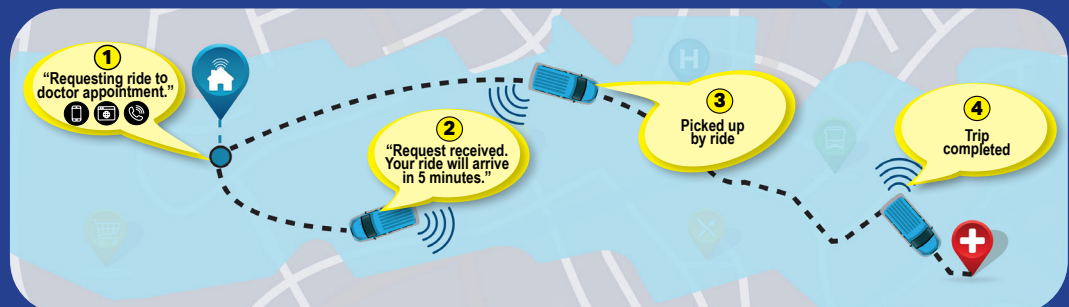 1
“Requesting ride to
doctor appointment.”
2
“Request received.
Your ride will arrive
in 5 minutes.”
3
Picked up
by ride
4
Trip
completed
H